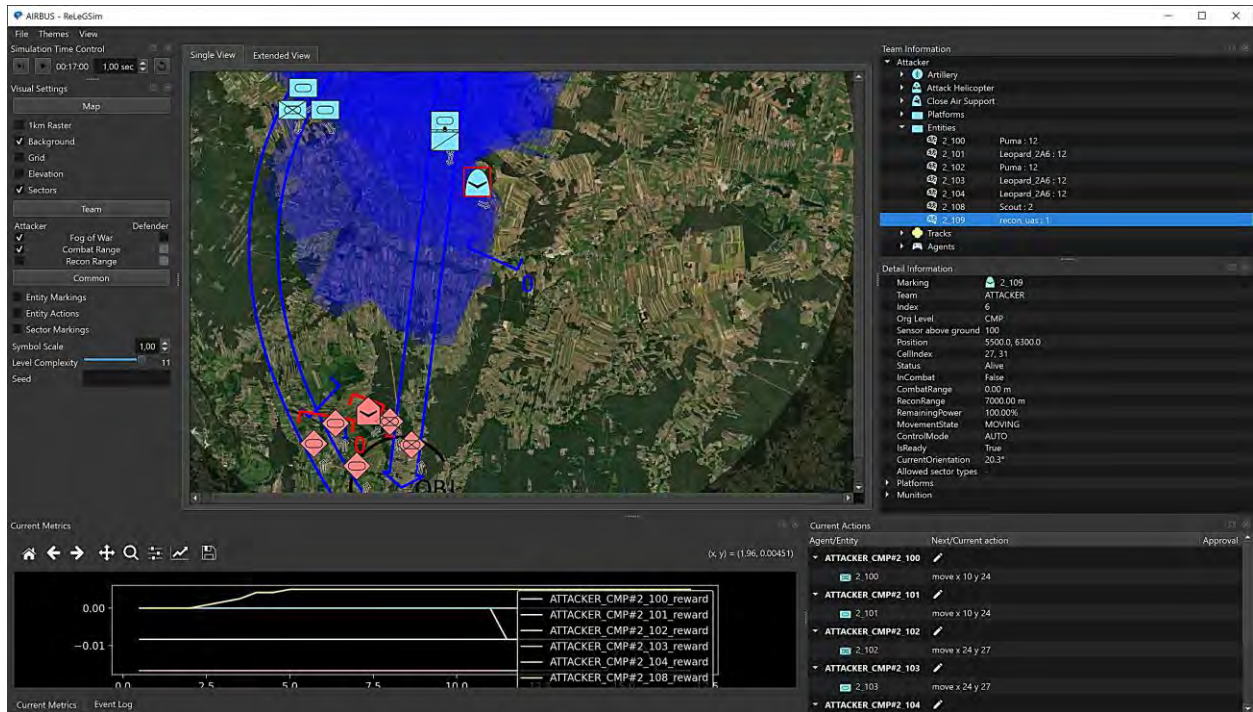 AIRBUS - ReLeGSim
File Themes View
Simulation Time Control
00:17:00 1,00 sec
Visual Settings
Map
1km Raster
Background
Grid
Elevation
Sectors
Team
Attacker Defender
Fog of War
Combat Range
Recon Range
Common
Entity Markings
Entity Actions
Sector Markings
Symbol Scale 1,00
Level Complexity 11
Seed
Single View Extended View
0
0
OBJ
Team Information
Attacker
Artillery
Attack Helicopter
Close Air Support
Platforms
Entities
2_100 Puma : 12
2_101 Leopard_2A6 : 12
2_102 Puma : 12
2_103 Leopard_2A6 : 12
2_104 Leopard_2A6 : 12
2_108 Scout : 2
2_109 recon_uas : 1
Tracks
Agents
Detail Information
Marking 2_109
Team ATTACKER
Index 6
Org Level CMP
Sensor above ground 100
Position 5500.0, 6300.0
CellIndex 27, 31
Status Alive
InCombat False
CombatRange 0.00 m
ReconRange 7000.00 m
RemainingPower 100.00%
MovementState MOVING
ControlMode AUTO
IsReady True
CurrentOrientation 20.3°
Allowed sector types -
Platforms
Munition
Current Metrics
(x, y) = (1.96, 0.00451)
0.00
−0.01
0.0 2.5 5.0 7.5 10.0
ATTACKER_CMP#2_100_reward
ATTACKER_CMP#2_101_reward
ATTACKER_CMP#2_102_reward
ATTACKER_CMP#2_103_reward
ATTACKER_CMP#2_104_reward
ATTACKER_CMP#2_108_reward
Current Metrics Event Log
Current Actions
Agent/Entity Next/Current action Approval
ATTACKER_CMP#2_100
2_100 move x 10 y 24
ATTACKER_CMP#2_101
2_101 move x 10 y 24
ATTACKER_CMP#2_102
2_102 move x 24 y 27
ATTACKER_CMP#2_103
2_103 move x 24 y 27
ATTACKER_CMP#2_104